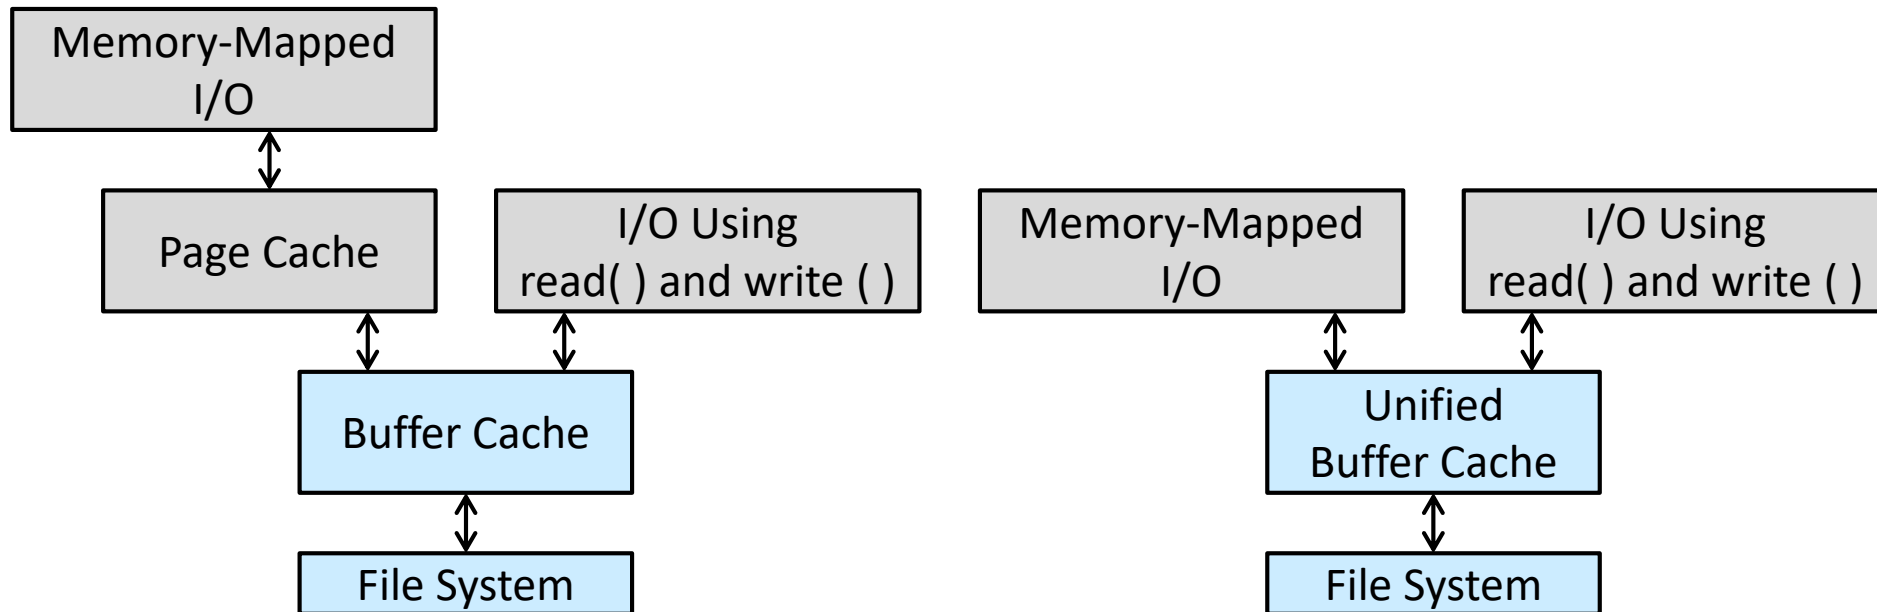 Memory-Mapped
I/O
Page Cache
I/O Using
read( ) and write ( )
Buffer Cache
File System
Memory-Mapped
I/O
I/O Using
read( ) and write ( )
Unified
Buffer Cache
File System